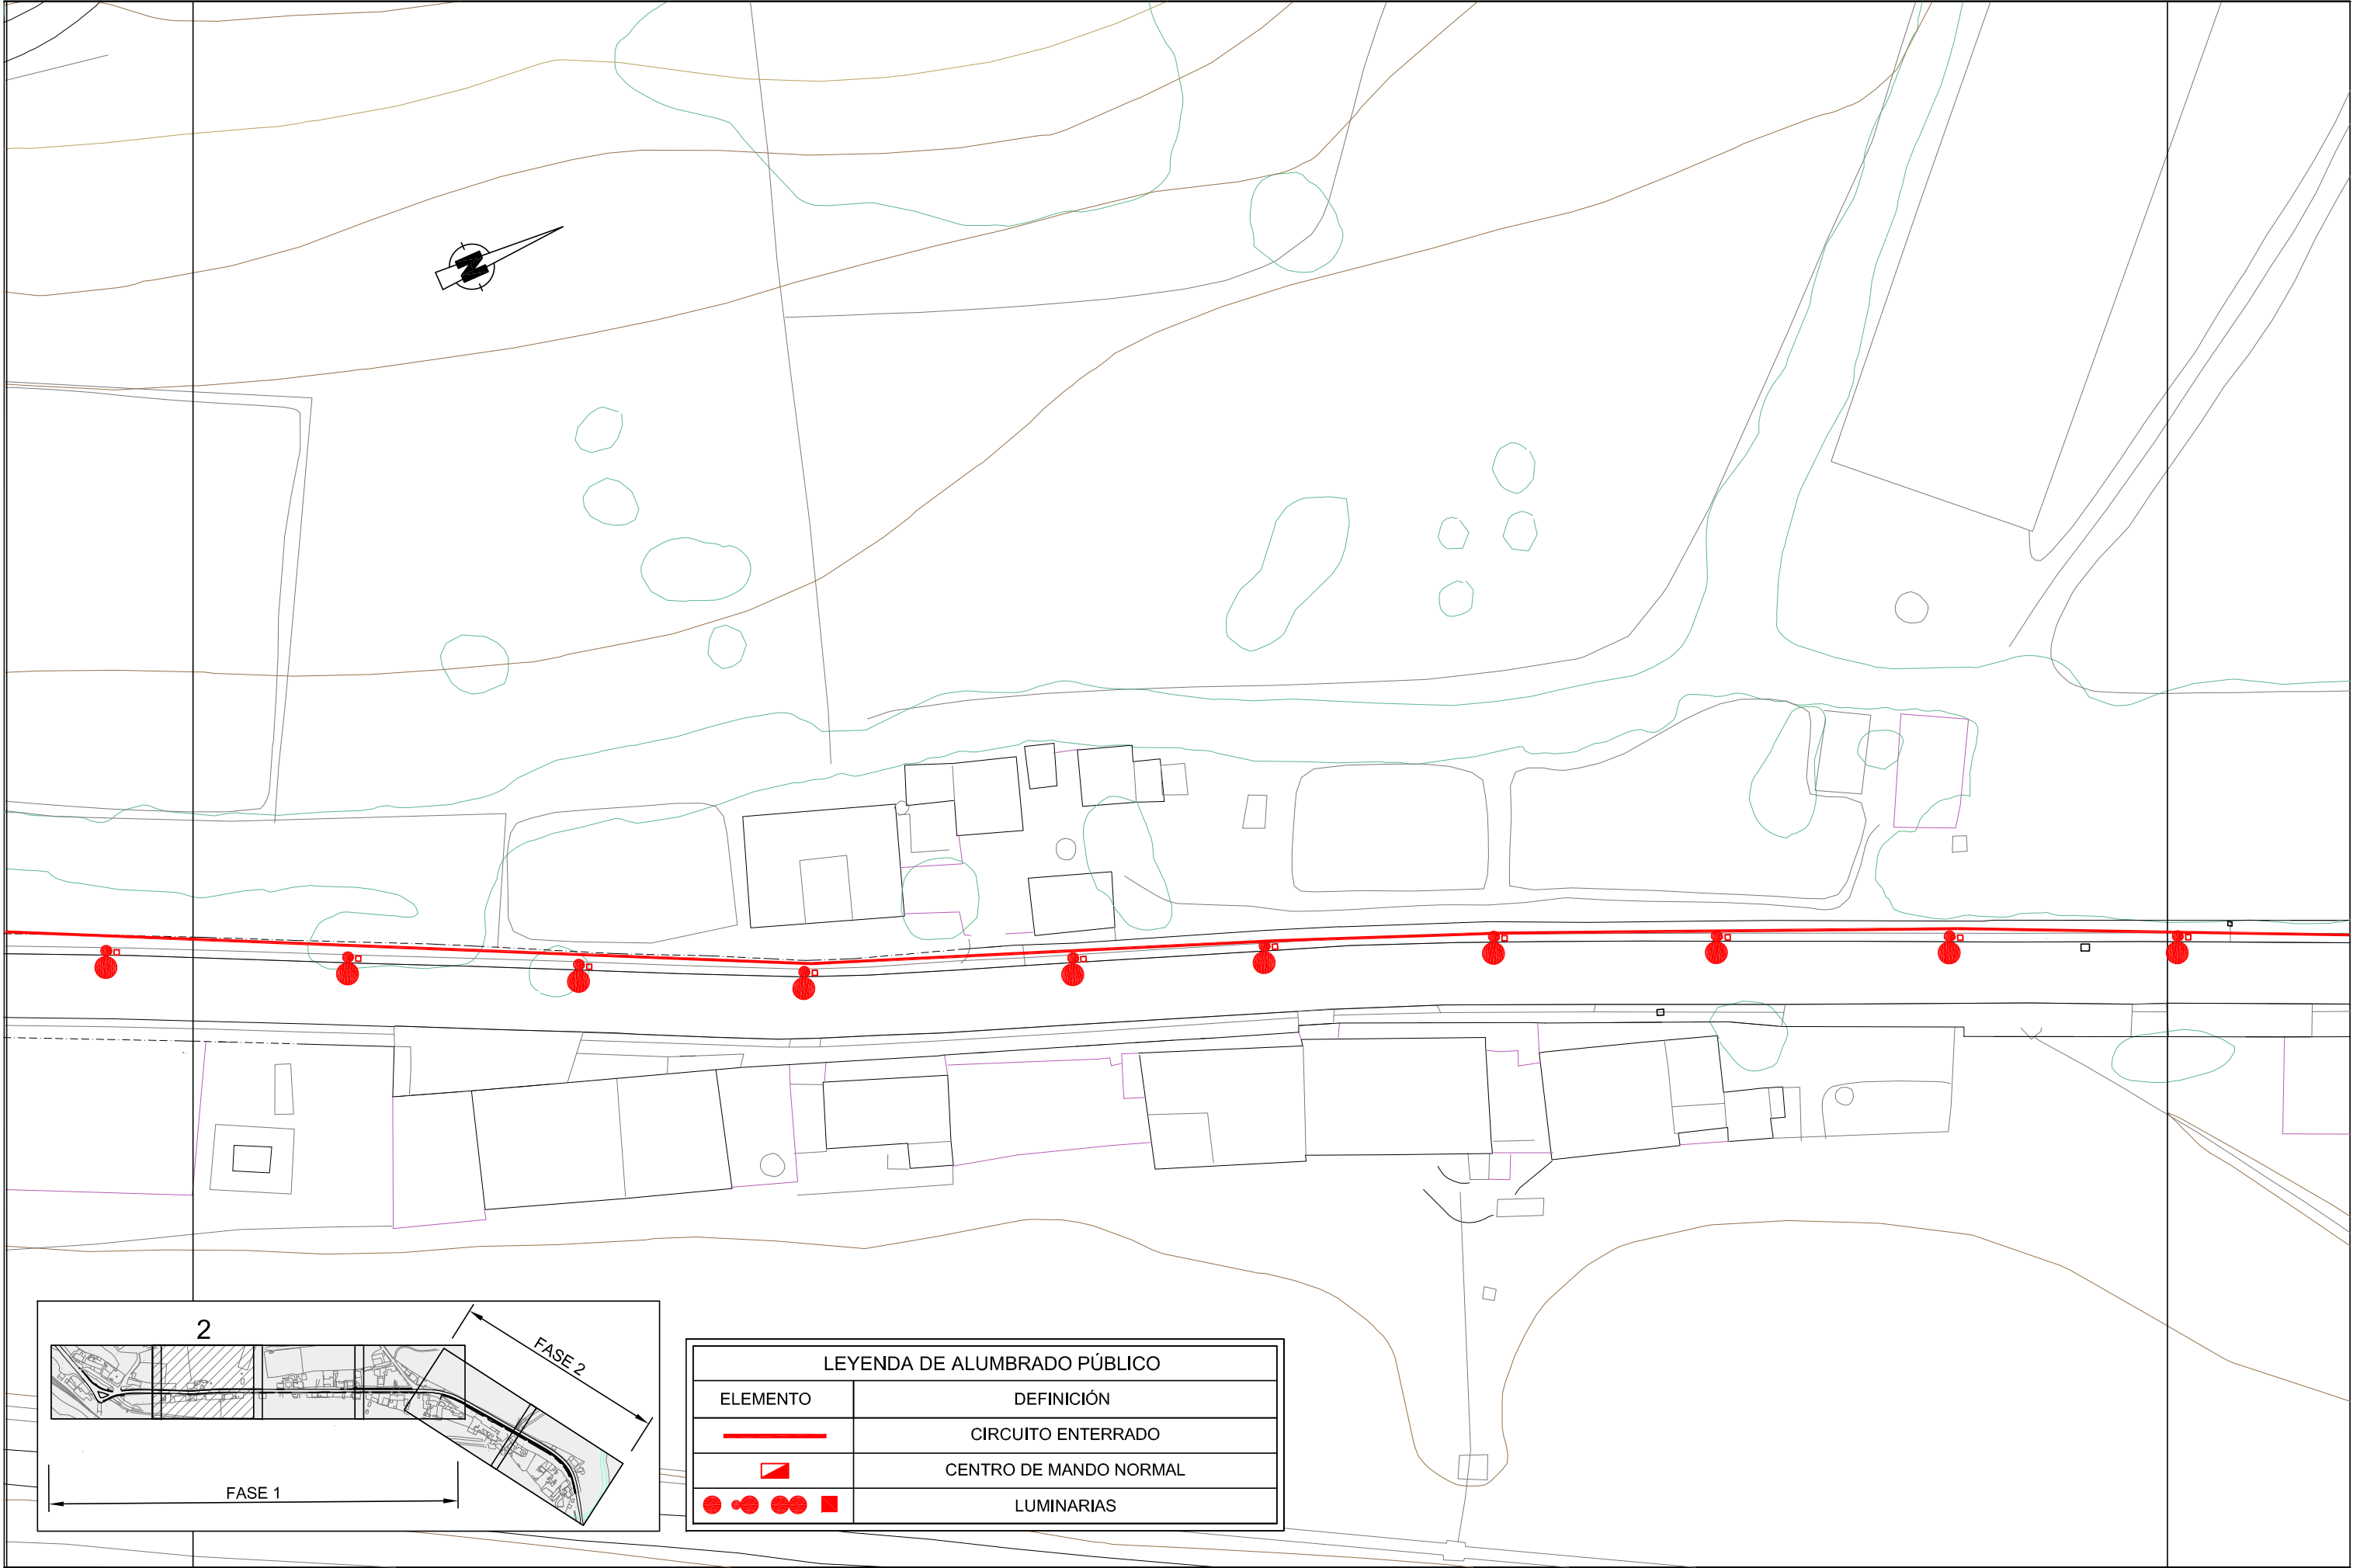 N
2
FASE 2
FASE 1
LEYENDA DE ALUMBRADO PÚBLICO
ELEMENTO DEFINICIÓN
CIRCUITO ENTERRADO
CENTRO DE MANDO NORMAL
LUMINARIAS